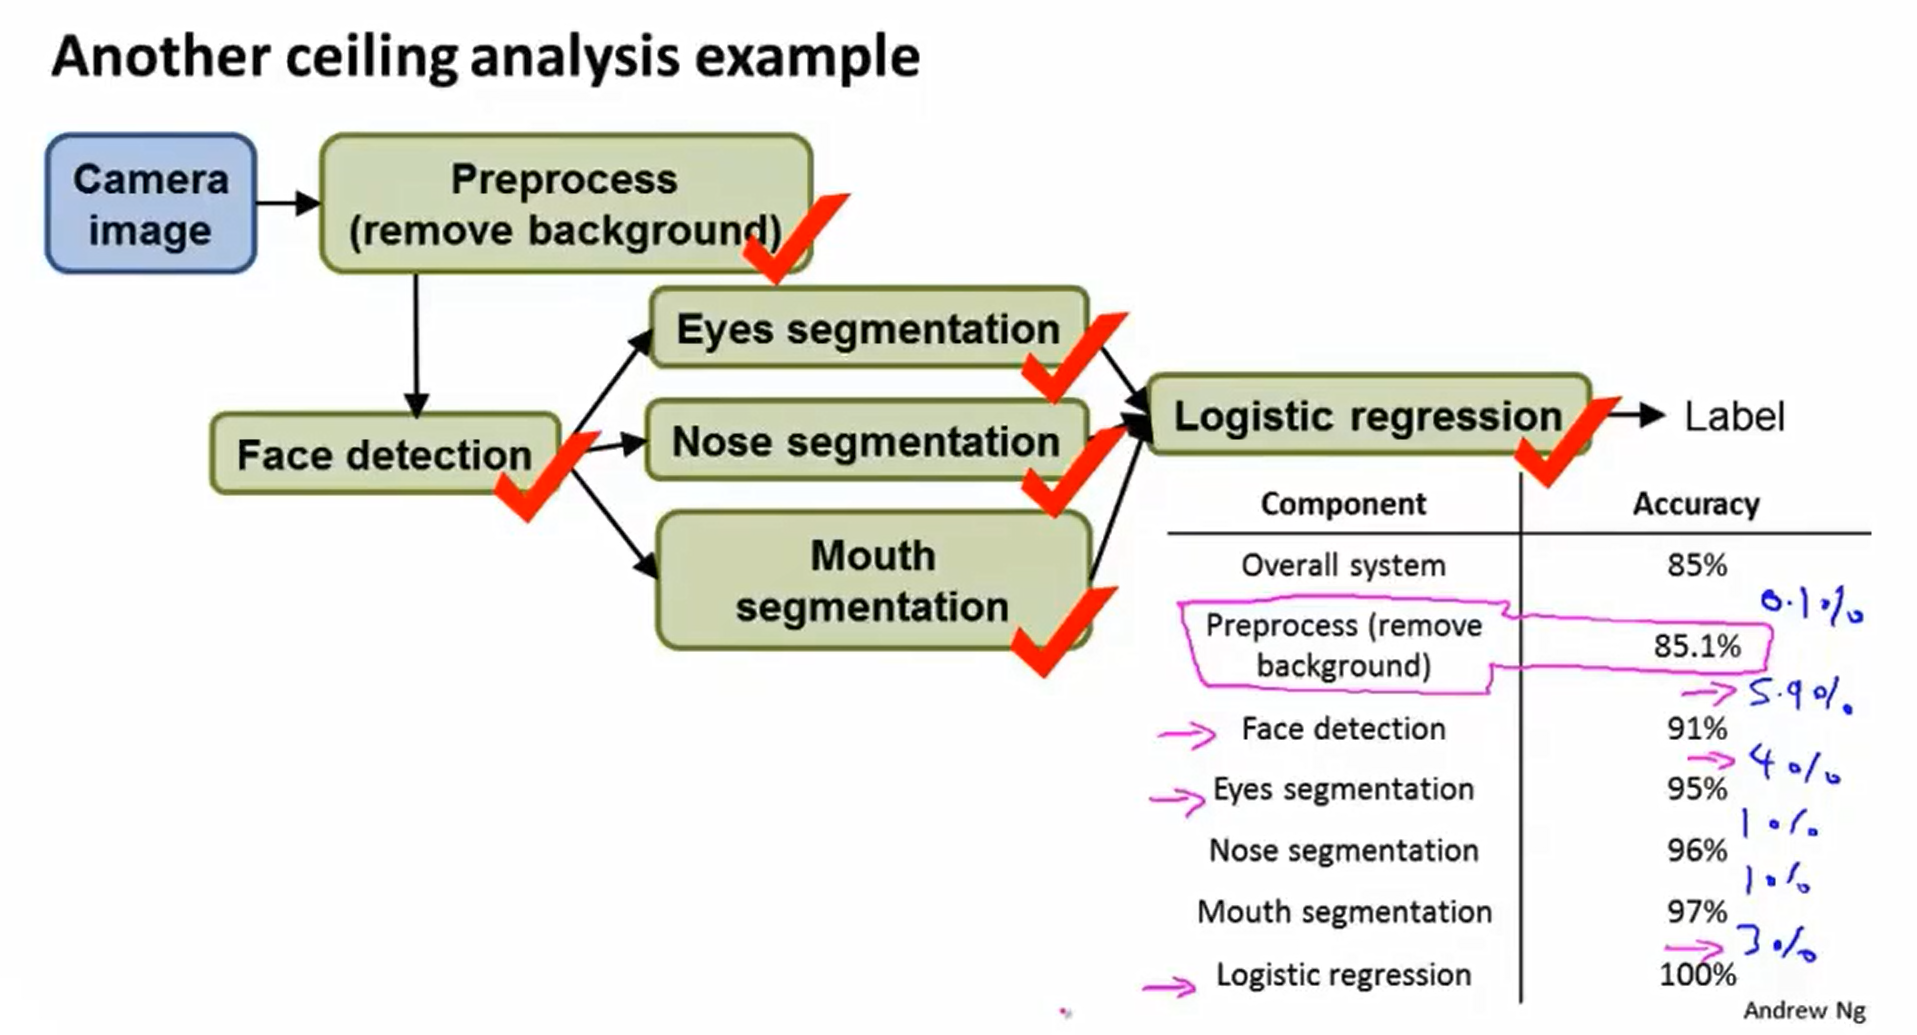 Another ceiling analysis example
Camera
image
Preprocess
(remove background)
Eyes segmentation
Face detection
Nose segmentation
Mouth
segmentation
Logistic regression
Label
Component Accuracy
Overall system 85%
0.1%
Preprocess (remove
background) 85.1%
5.9%
Face detection 91%
4%
Eyes segmentation 95%
1%
Nose segmentation 96%
1%
Mouth segmentation 97%
3%
Logistic regression 100%
Andrew Ng